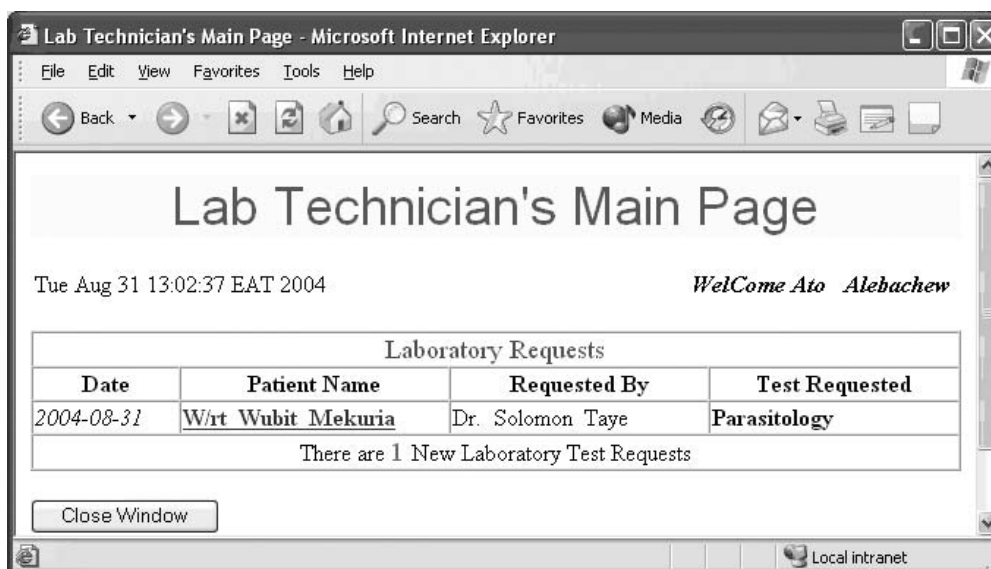 Lab Technician's Main Page - Microsoft Internet Explorer
File Edit View Favorites Tools Help
Back Search Favorites Media
Lab Technician's Main Page
Tue Aug 31 13:02:37 EAT 2004 WelCome Ato Alebachew
Laboratory Requests
Date Patient Name Requested By Test Requested
2004-08-31 W/rt Wubit Mekuria Dr. Solomon Taye Parasitology
There are 1 New Laboratory Test Requests
Close Window
Local intranet